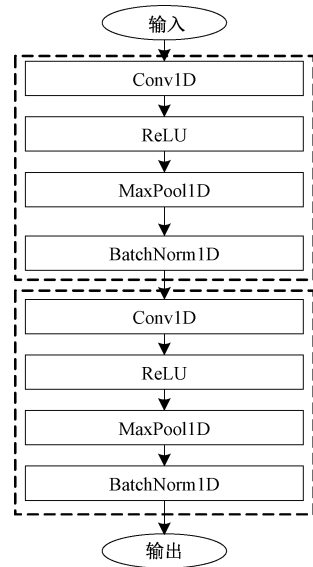 输入
Conv1D
ReLU
MaxPool1D
BatchNorm1D
Conv1D
ReLU
MaxPool1D
BatchNorm1D
输出